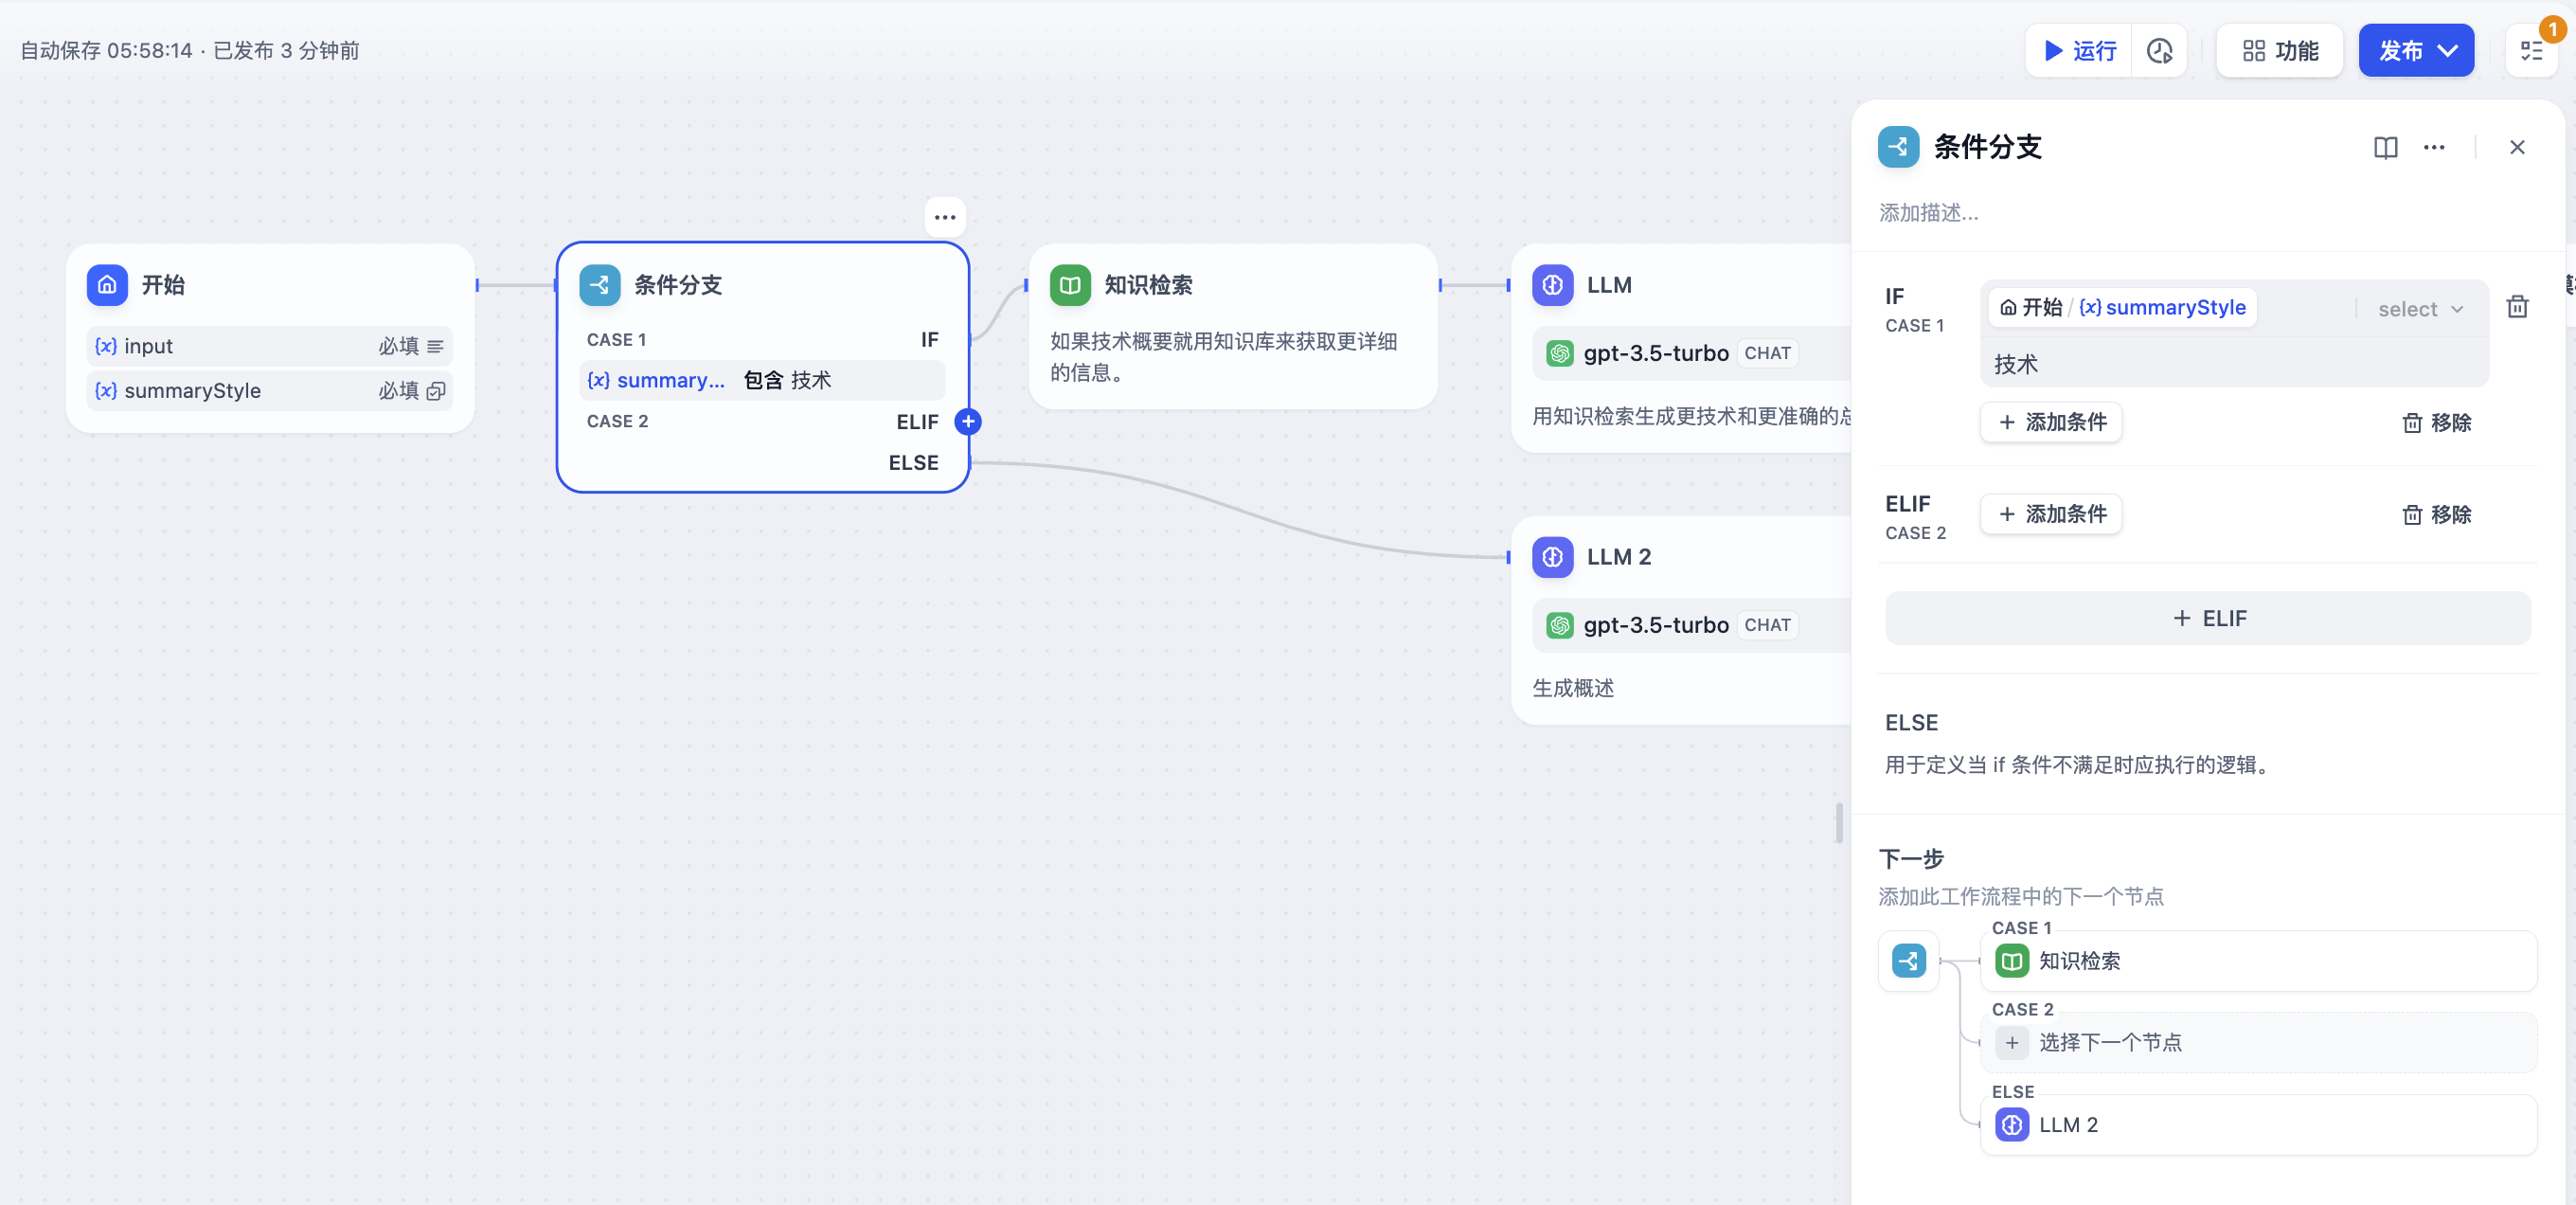 自动保存 05:58:14 · 已发布 3 分钟前
运行
功能
发布
1
开始
{x} input 必填
{x} summaryStyle 必填
条件分支
CASE 1 IF
{x} summary... 包含 技术
CASE 2 ELIF
ELSE
知识检索
如果技术概要就用知识库来获取更详细
的信息。
LLM
gpt-3.5-turbo CHAT
用知识检索生成更技术和更准确的总
LLM 2
gpt-3.5-turbo CHAT
生成概述
条件分支
添加描述...
IF
CASE 1
开始 / {x} summaryStyle select
技术
+ 添加条件 移除
ELIF
CASE 2
+ 添加条件 移除
+ ELIF
ELSE
用于定义当 if 条件不满足时应执行的逻辑。
下一步
添加此工作流程中的下一个节点
CASE 1
知识检索
CASE 2
+ 选择下一个节点
ELSE
LLM 2